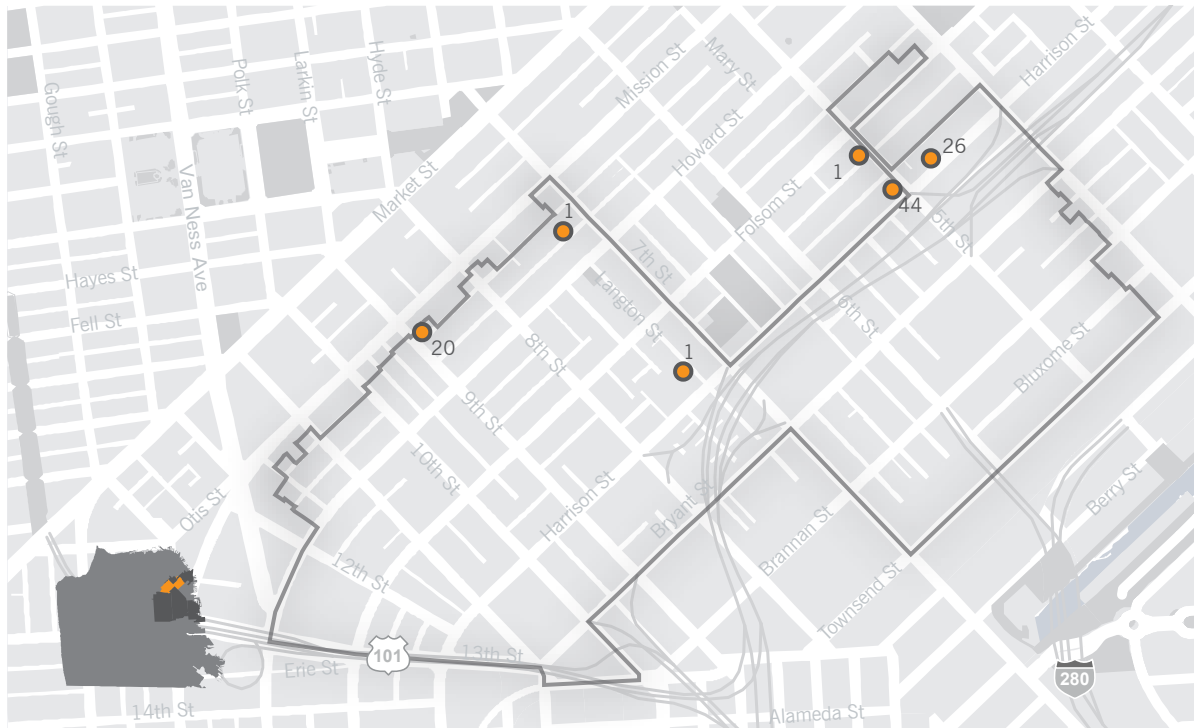 Harrison St
Hyde St
Mission St
Mary St
Larkin St
Polk St
Gough St
Howard St
26
1
Van Ness Ave
Market St
Folsom St
44
5th St
1
7th St
Hayes St
Langton St
6th St
Fell St
20
8th St
1
Bluxome St
9th St
10th St
Berry St
Harrison St
Bryant St
Otis St
Brannan St
12th St
Townsend St
13th St
101
Erie St
280
14th St
Alameda St